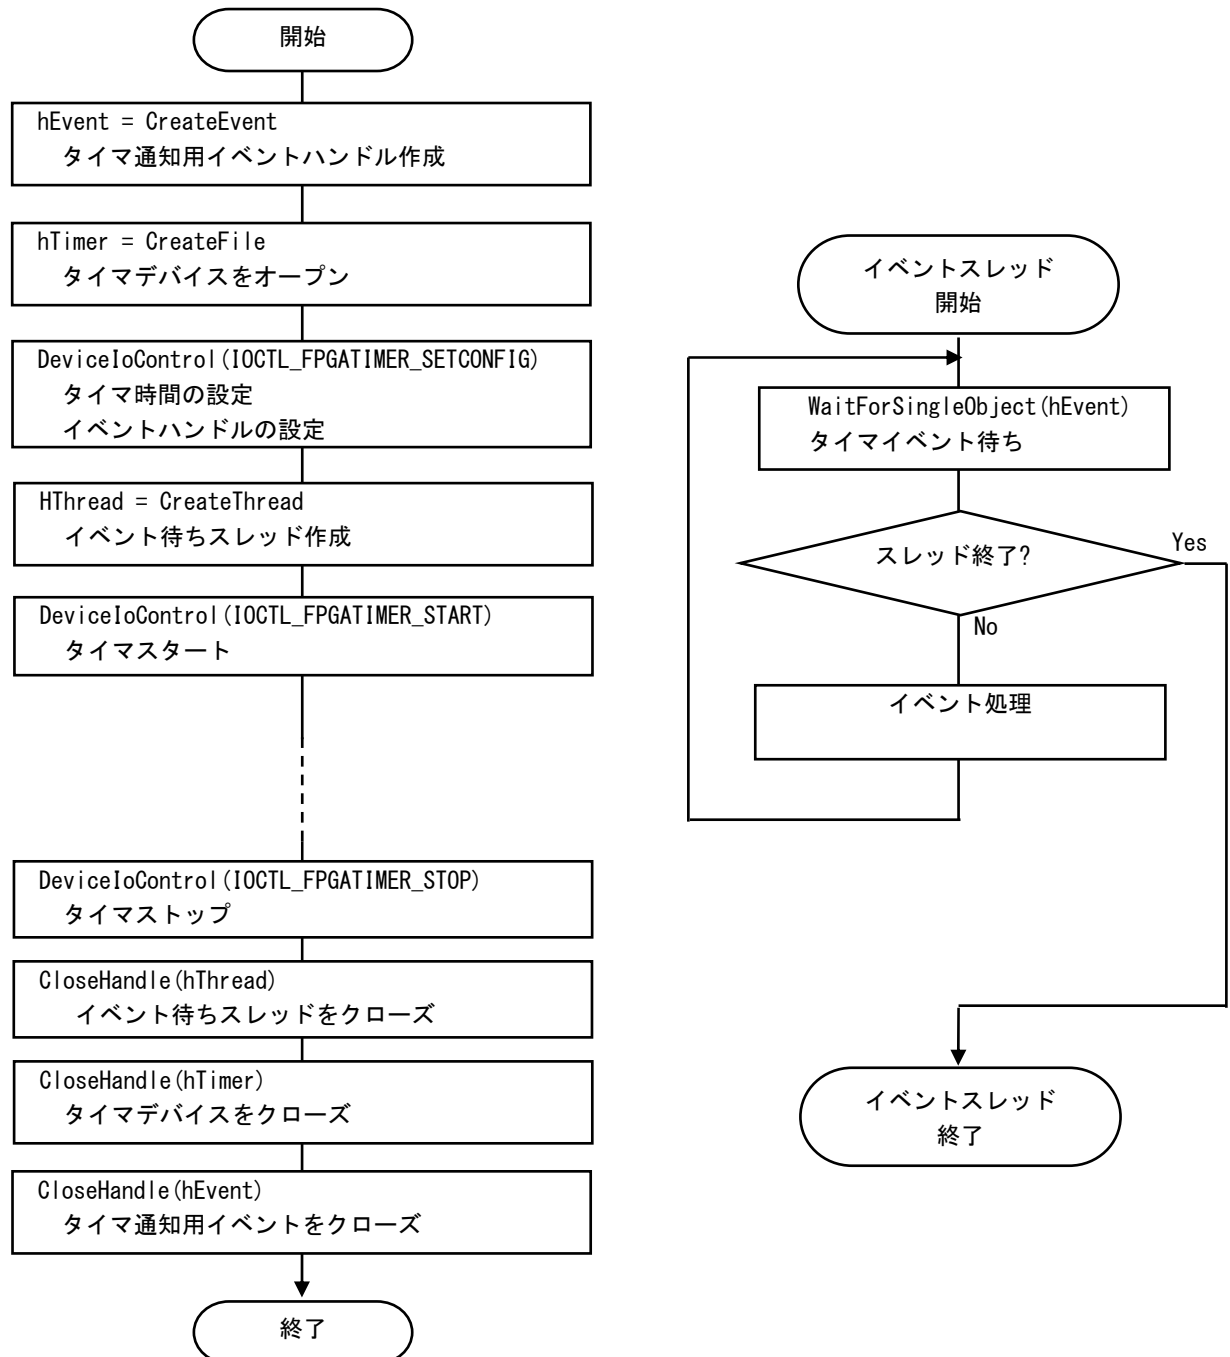 開始
hEvent = CreateEvent
タイマ通知用イベントハンドル作成
hTimer = CreateFile
タイマデバイスをオープン
DeviceIoControl(IOCTL_FPGATIMER_SETCONFIG)
タイマ時間の設定
イベントハンドルの設定
HThread = CreateThread
イベント待ちスレッド作成
DeviceIoControl(IOCTL_FPGATIMER_START)
タイマスタート
DeviceIoControl(IOCTL_FPGATIMER_STOP)
タイマストップ
CloseHandle(hThread)
イベント待ちスレッドをクローズ
CloseHandle(hTimer)
タイマデバイスをクローズ
CloseHandle(hEvent)
タイマ通知用イベントをクローズ
終了
イベントスレッド
開始
WaitForSingleObject(hEvent)
タイマイベント待ち
スレッド終了?
Yes
No
イベント処理
イベントスレッド
終了